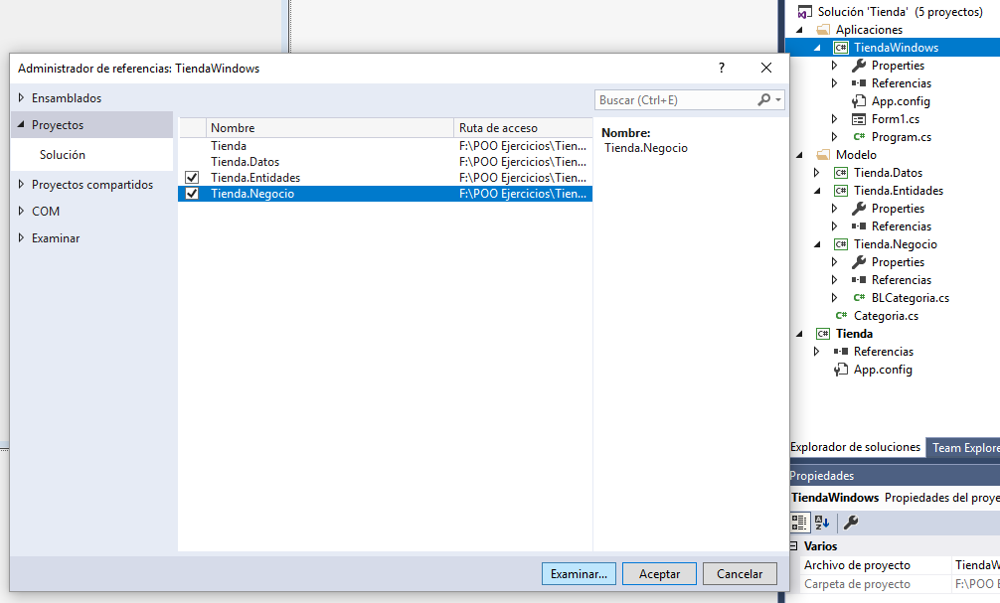 Administrador de referencias: TiendaWindows
?
Ensamblados
Proyectos
Solución
Proyectos compartidos
COM
Examinar
Buscar (Ctrl+E)
Nombre Ruta de acceso
Tienda F:\POO Ejercicios\Tien...
Tienda.Datos F:\POO Ejercicios\Tien...
Tienda.Entidades F:\POO Ejercicios\Tien...
Tienda.Negocio F:\POO Ejercicios\Tien...
Nombre:
Tienda.Negocio
Examinar...
Aceptar
Cancelar
Solución 'Tienda' (5 proyectos)
Aplicaciones
C# TiendaWindows
Properties
Referencias
App.config
Form1.cs
C# Program.cs
Modelo
C# Tienda.Datos
C# Tienda.Entidades
Properties
Referencias
C# Tienda.Negocio
Properties
Referencias
C# BLCategoria.cs
C# Categoria.cs
C# Tienda
Referencias
App.config
Explorador de soluciones Team Explore
Propiedades
TiendaWindows Propiedades del proye
Varios
Archivo de proyecto TiendaW
Carpeta de proyecto F:\POO E